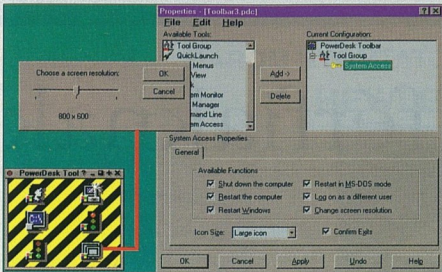 Properties - [Toolbar3.pdc]
File Edit Help
Available Tools:
Tool Group
QuickLaunch
Menus
View
k
em Monitor
Manager
mand Line
em Access
Add ->
Delete
Current Configuration:
PowerDesk Toolbar
Tool Group
System Access
Choose a screen resolution:
800 x 600
OK
Cancel
System Access Properties
General
Available Functions
Shut down the computer
Restart in MS-DOS mode
Restart the computer
Log on as a different user
Restart Windows
Change screen resolution
Icon Size:
Large icon
Confirm Exits
OK
Cancel
Apply
Undo
Help
PowerDesk Tool